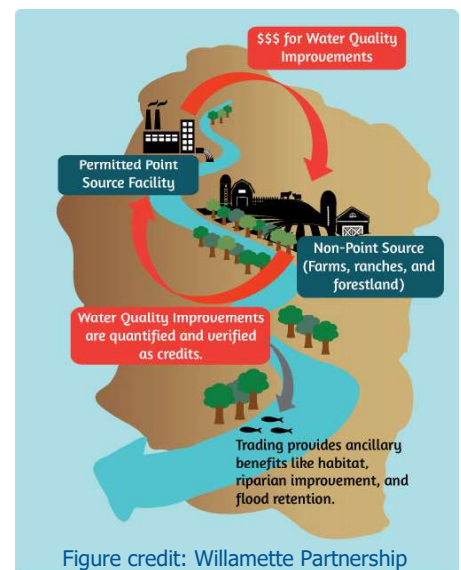 $$$ for Water Quality
Improvements
Permitted Point
Source Facility
Non-Point Source
(Farms, ranches, and
forestland)
Water Quality Improvements
are quantified and verified
as credits.
Trading provides ancillary
benefits like habitat,
riparian improvement, and
flood retention.
Figure credit: Willamette Partnership